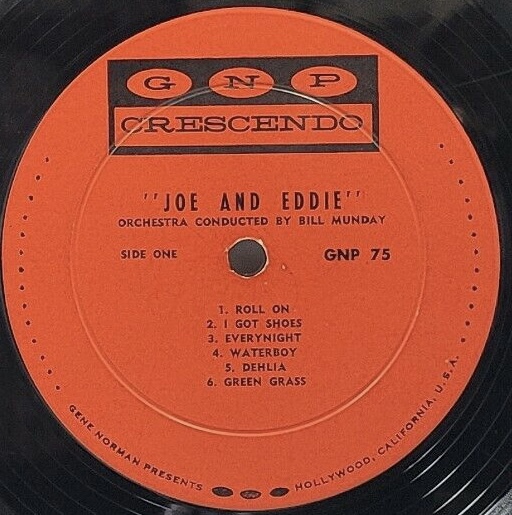 GNP
CRESCENDO
"JOE AND EDDIE"
ORCHESTRA CONDUCTED BY BILL MUNDAY
SIDE ONE GNP 75
1. ROLL ON
2. I GOT SHOES
3. EVERYNIGHT
4. WATERBOY
5. DEHLIA
6. GREEN GRASS
GENE NORMAN PRESENTS
HOLLYWOOD, CALIFORNIA, U.S.A.